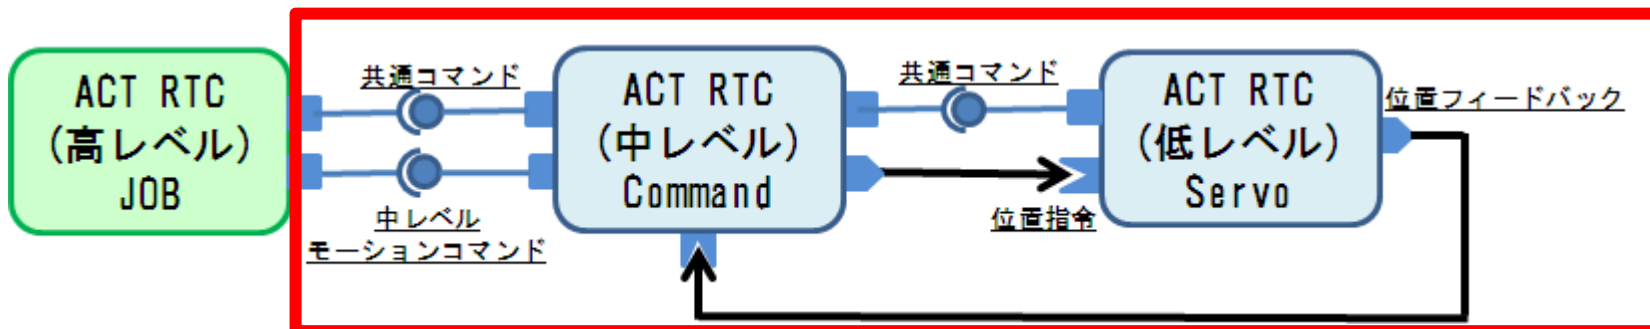 ACT RTC
(高レベル)
JOB
共通コマンド
中レベル
モーションコマンド
ACT RTC
(中レベル)
Command
共通コマンド
位置指令
ACT RTC
(低レベル)
Servo
位置フィードバック